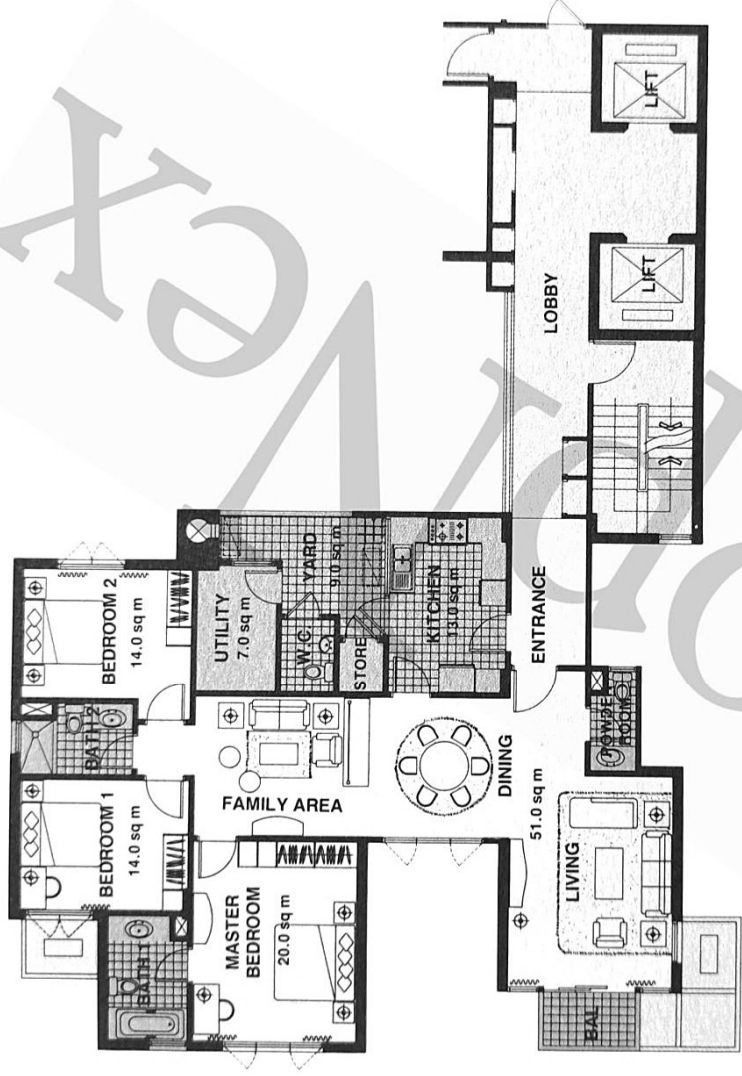 BEDROOM 2
14.0 sq m
BATH 2
BEDROOM 1
14.0 sq m
BATH 1
MASTER
BEDROOM
20.0 sq m
UTILITY
7.0 sq m
YARD
9.0 sq m
W.C
STORE
KITCHEN
13.0 sq m
FAMILY AREA
DINING
51.0 sq m
LIVING
BAL
ENTRANCE
POWDER
ROOM
LOBBY
LIFT
LIFT